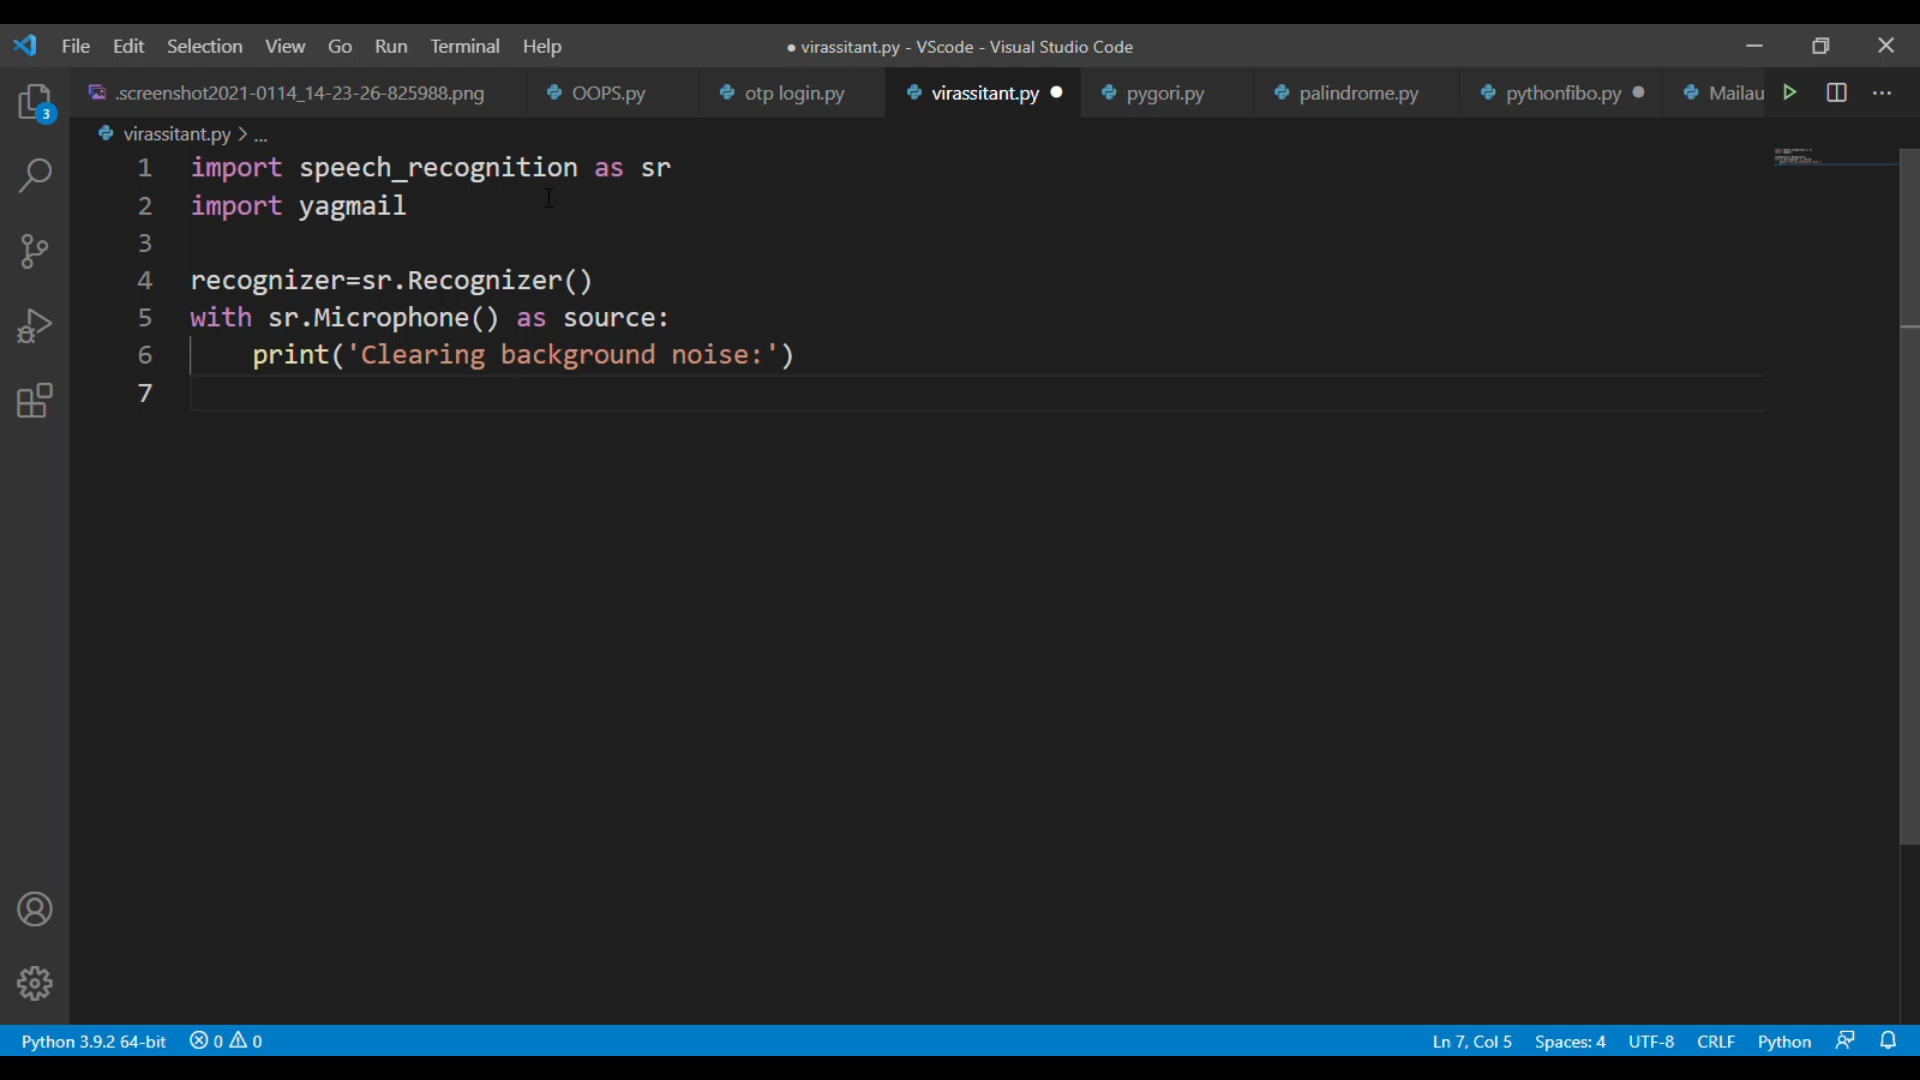 File Edit Selection View Go Run Terminal Help
● virassitant.py - VScode - Visual Studio Code
.screenshot2021-0114_14-23-26-825988.png OOPS.py otp login.py virassitant.py pygori.py palindrome.py pythonfibo.py Mailau
3
virassitant.py > ...
1 import speech_recognition as sr
2 import yagmail
3
4 recognizer=sr.Recognizer()
5 with sr.Microphone() as source:
6     print('Clearing background noise:')
7
Python 3.9.2 64-bit 0 0 Ln 7, Col 5 Spaces: 4 UTF-8 CRLF Python